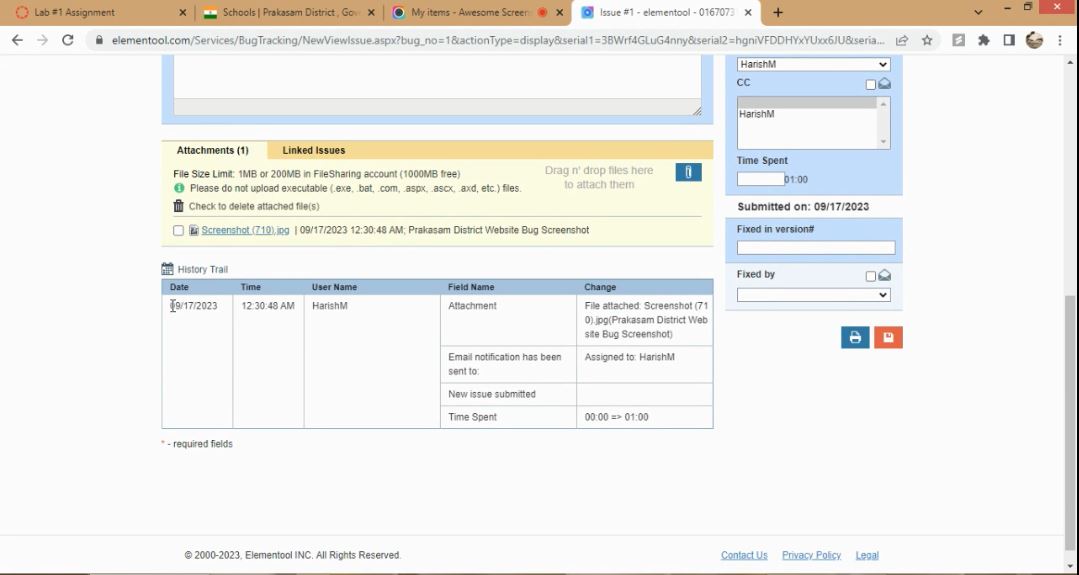 Lab #1 Assignment
Schools | Prakasam District , Gov
My items - Awesome Screen
Issue #1 - elementool - 0167073
elementool.com/Services/BugTracking/NewViewIssue.aspx?bug_no=1&actionType=display&serial1=3BWrf4GLuG4nny&serial2=hgniVFDDHYxYUxx6JU&seria...
HarishM
CC
HarishM
Time Spent
01:00
Submitted on: 09/17/2023
Fixed in version#
Fixed by
Attachments (1)
Linked Issues
File Size Limit: 1MB or 200MB in FileSharing account (1000MB free)
Please do not upload executable (.exe, .bat, .com, .aspx, .ascx, .axd, etc.) files.
Drag n' drop files here
to attach them
Check to delete attached file(s)
Screenshot (710).jpg | 09/17/2023 12:30:48 AM; Prakasam District Website Bug Screenshot
History Trail
Date Time User Name Field Name Change
09/17/2023 12:30:48 AM HarishM Attachment File attached: Screenshot (71
0).jpg(Prakasam District Web
site Bug Screenshot)
Email notification has been
sent to:
Assigned to: HarishM
New issue submitted
Time Spent 00:00 => 01:00
* - required fields
© 2000-2023, Elementool INC. All Rights Reserved.
Contact Us Privacy Policy Legal